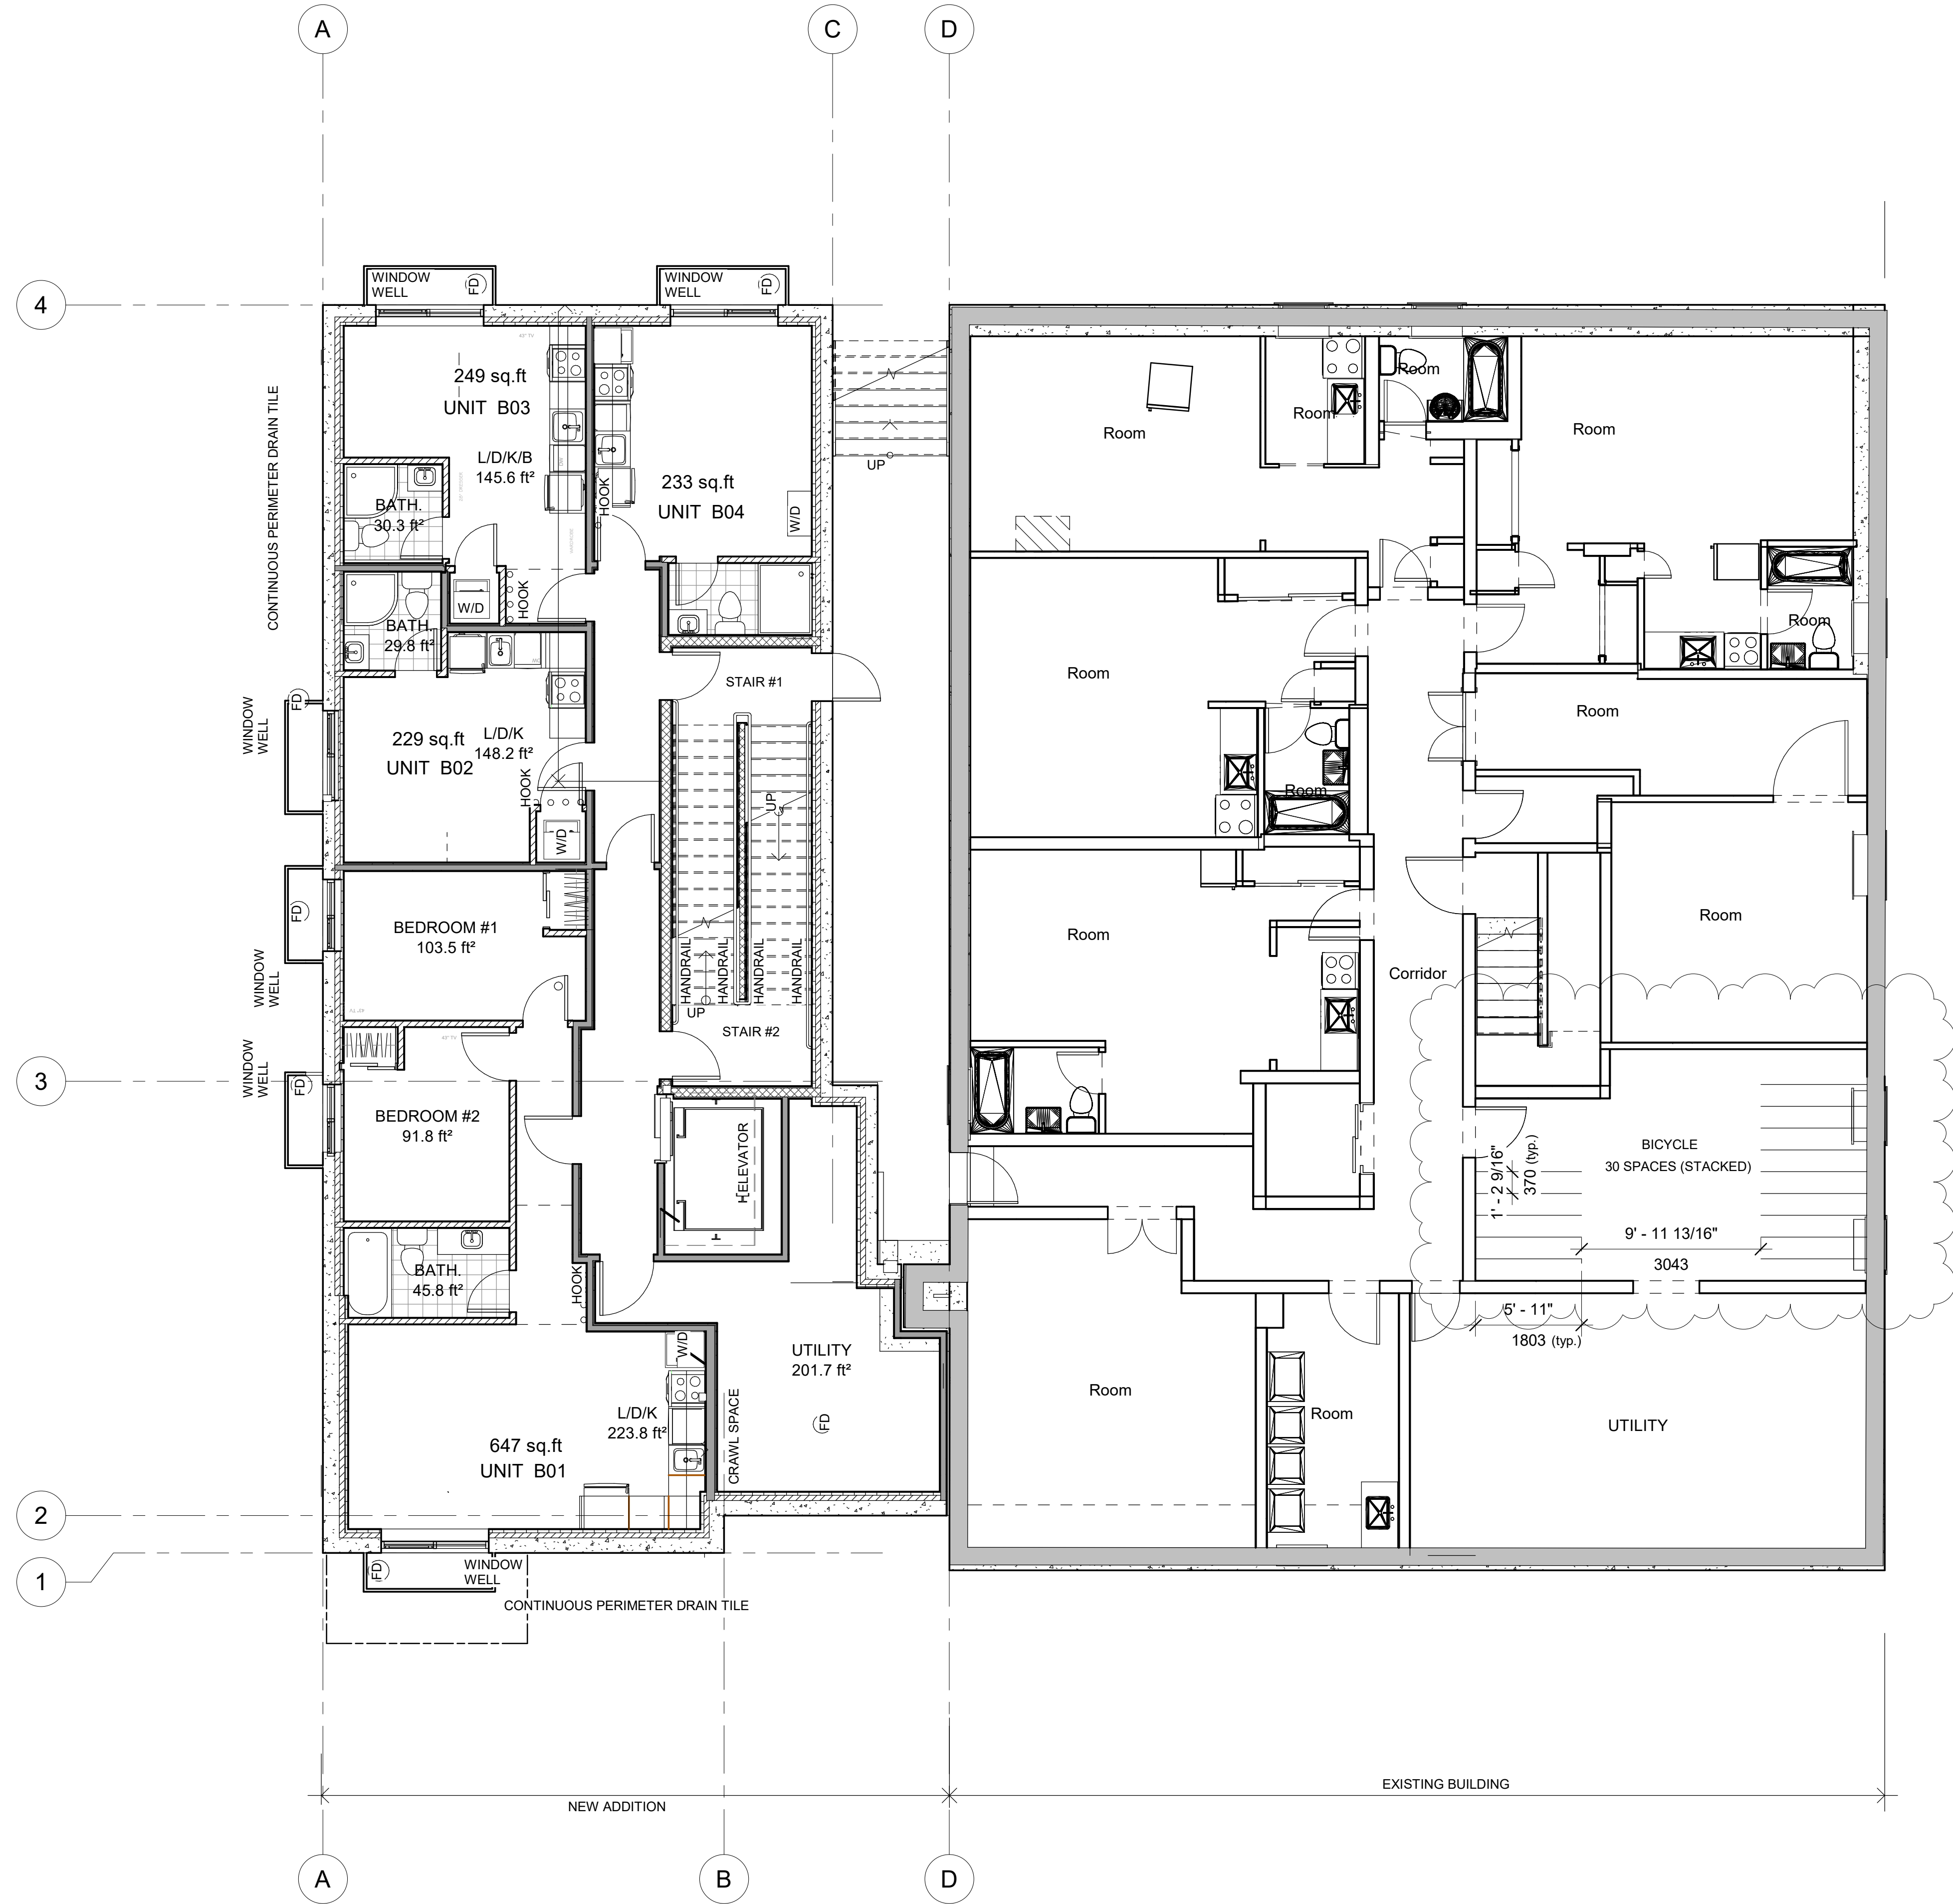 A
C
D
4
WINDOW
WELL
FD
WINDOW
WELL
FD
43" TV
249 sq.ft
UNIT B03
L/D/K/B
145.6 ft²
CONTINUOUS PERIMETER DRAIN TILE
BATH.
30.3 ft²
HOOK
233 sq.ft
UNIT B04
W/D
UP
W/D
HOOK
BATH.
29.8 ft²
STAIR #1
FD
WINDOW
WELL
229 sq.ft
UNIT B02
L/D/K
148.2 ft²
HOOK
W/D
UP
FD
WINDOW
WELL
BEDROOM #1
103.5 ft²
HANDRAIL
HANDRAIL
HANDRAIL
HANDRAIL
UP
STAIR #2
43" TV
3
WINDOW
WELL
FD
BEDROOM #2
91.8 ft²
ELEVATOR
BATH.
45.8 ft²
HOOK
W/D
UTILITY
201.7 ft²
FD
L/D/K
223.8 ft²
CRAWL SPACE
647 sq.ft
UNIT B01
2
1
FD
WINDOW
WELL
CONTINUOUS PERIMETER DRAIN TILE
Room
Room
Room
Room
Room
Room
Room
Room
Room
Room
Corridor
BICYCLE
30 SPACES (STACKED)
1' - 2 9/16"
370 (typ.)
9' - 11 13/16"
3043
5' - 11"
1803 (typ.)
Room
Room
UTILITY
NEW ADDITION
EXISTING BUILDING
A
B
D